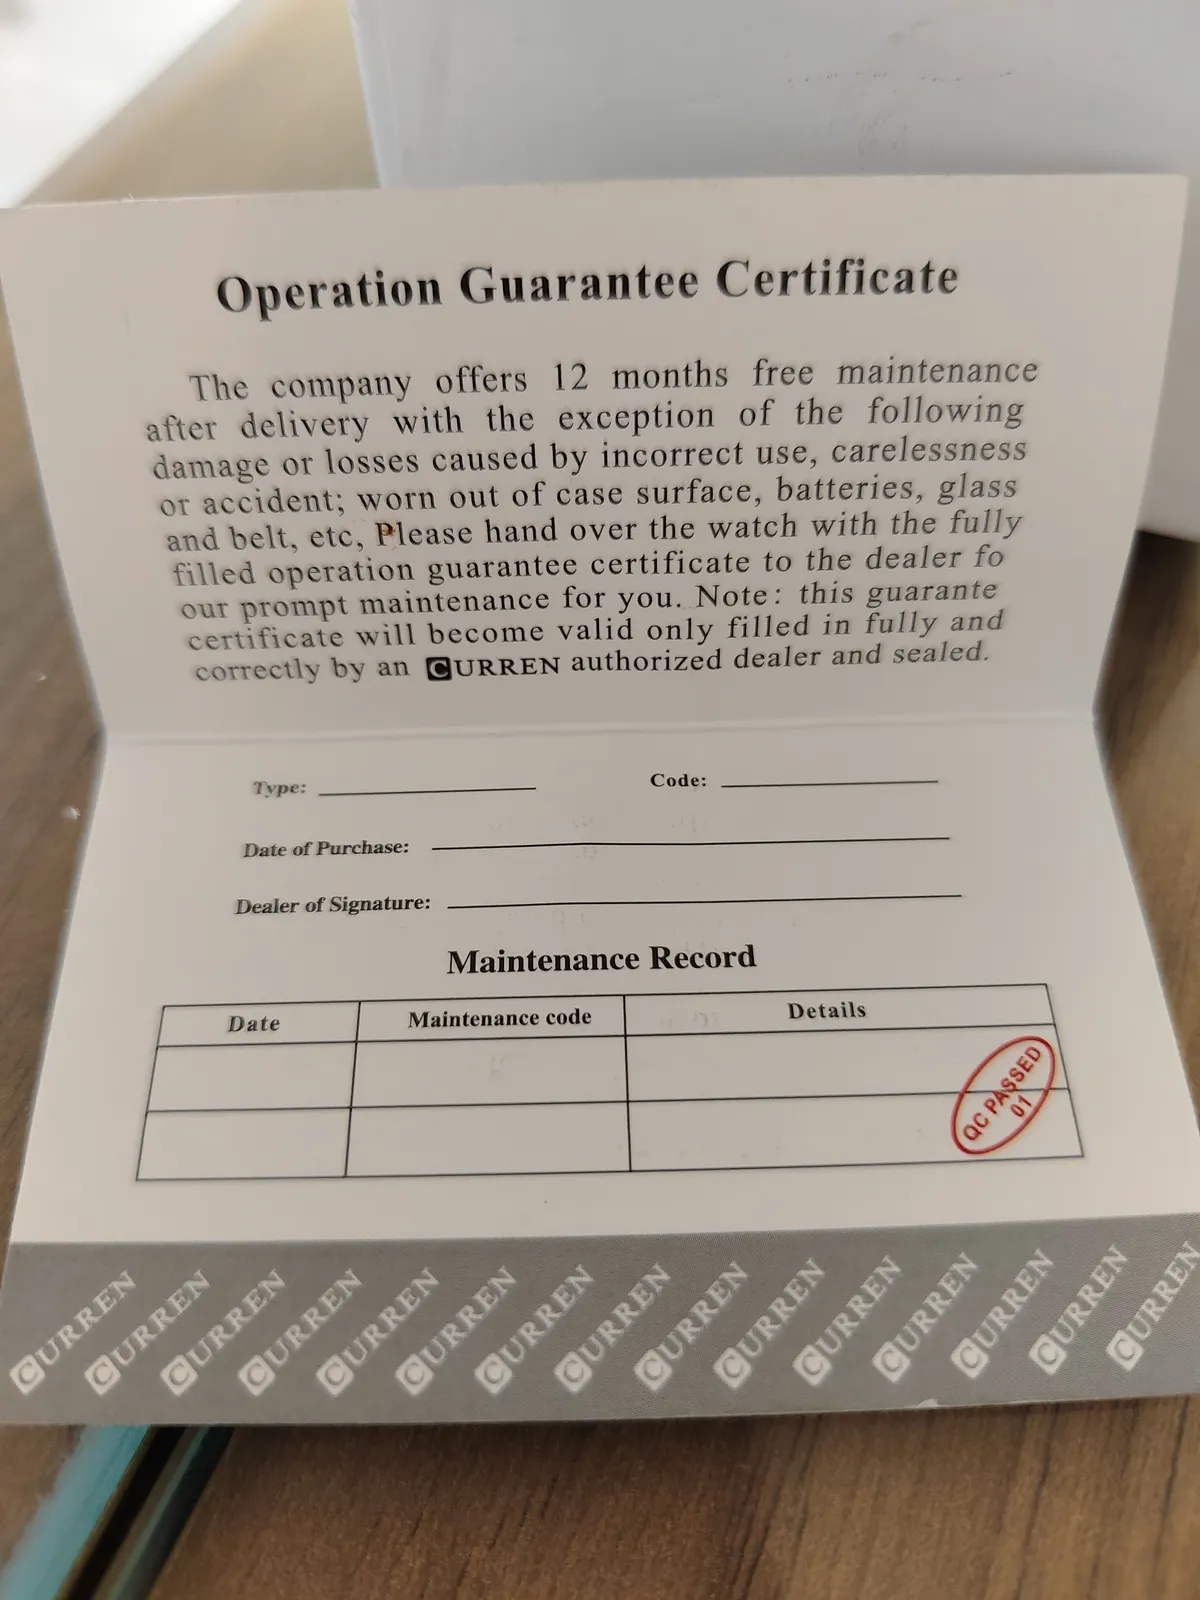 Operation Guarantee Certificate
The company offers 12 months free maintenance
after delivery with the exception of the following
damage or losses caused by incorrect use, carelessness
or accident; worn out of case surface, batteries, glass
and belt, etc, Please hand over the watch with the fully
filled operation guarantee certificate to the dealer fo
our prompt maintenance for you. Note: this guarante
certificate will become valid only filled in fully and
correctly by an CURREN authorized dealer and sealed.
Type: Code:
Date of Purchase:
Dealer of Signature:
Maintenance Record
Date Maintenance code Details
QC PASSED
01
CURREN CURREN CURREN CURREN CURREN CURREN CURREN CURREN CURREN CURREN CURREN CURREN CURREN CURREN CURREN